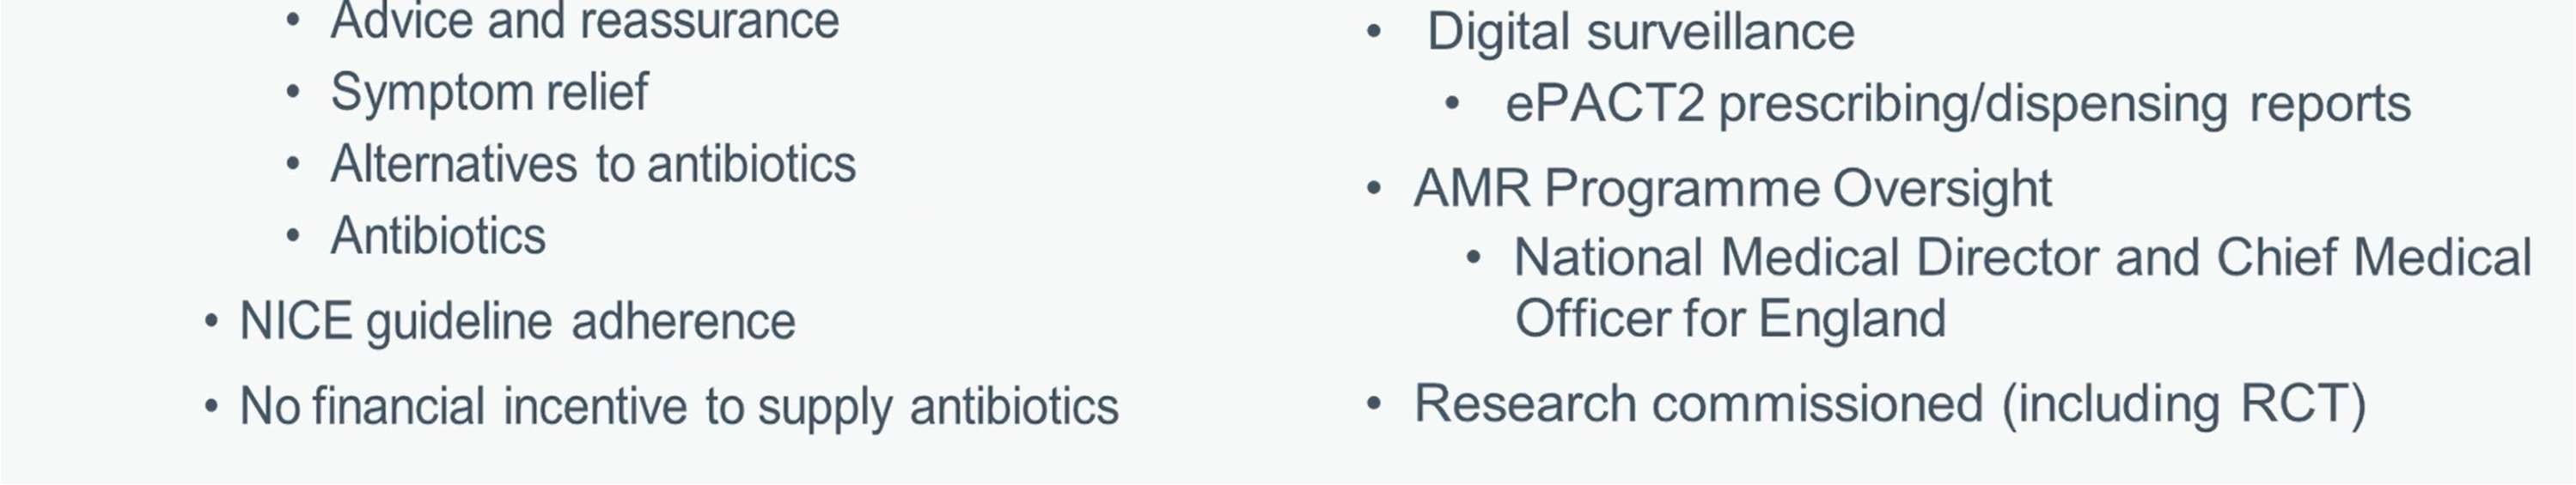 • Advice and reassurance
• Symptom relief
• Alternatives to antibiotics
• Antibiotics
• NICE guideline adherence
• No financial incentive to supply antibiotics
• Digital surveillance
• ePACT2 prescribing/dispensing reports
• AMR Programme Oversight
• National Medical Director and Chief Medical
Officer for England
• Research commissioned (including RCT)